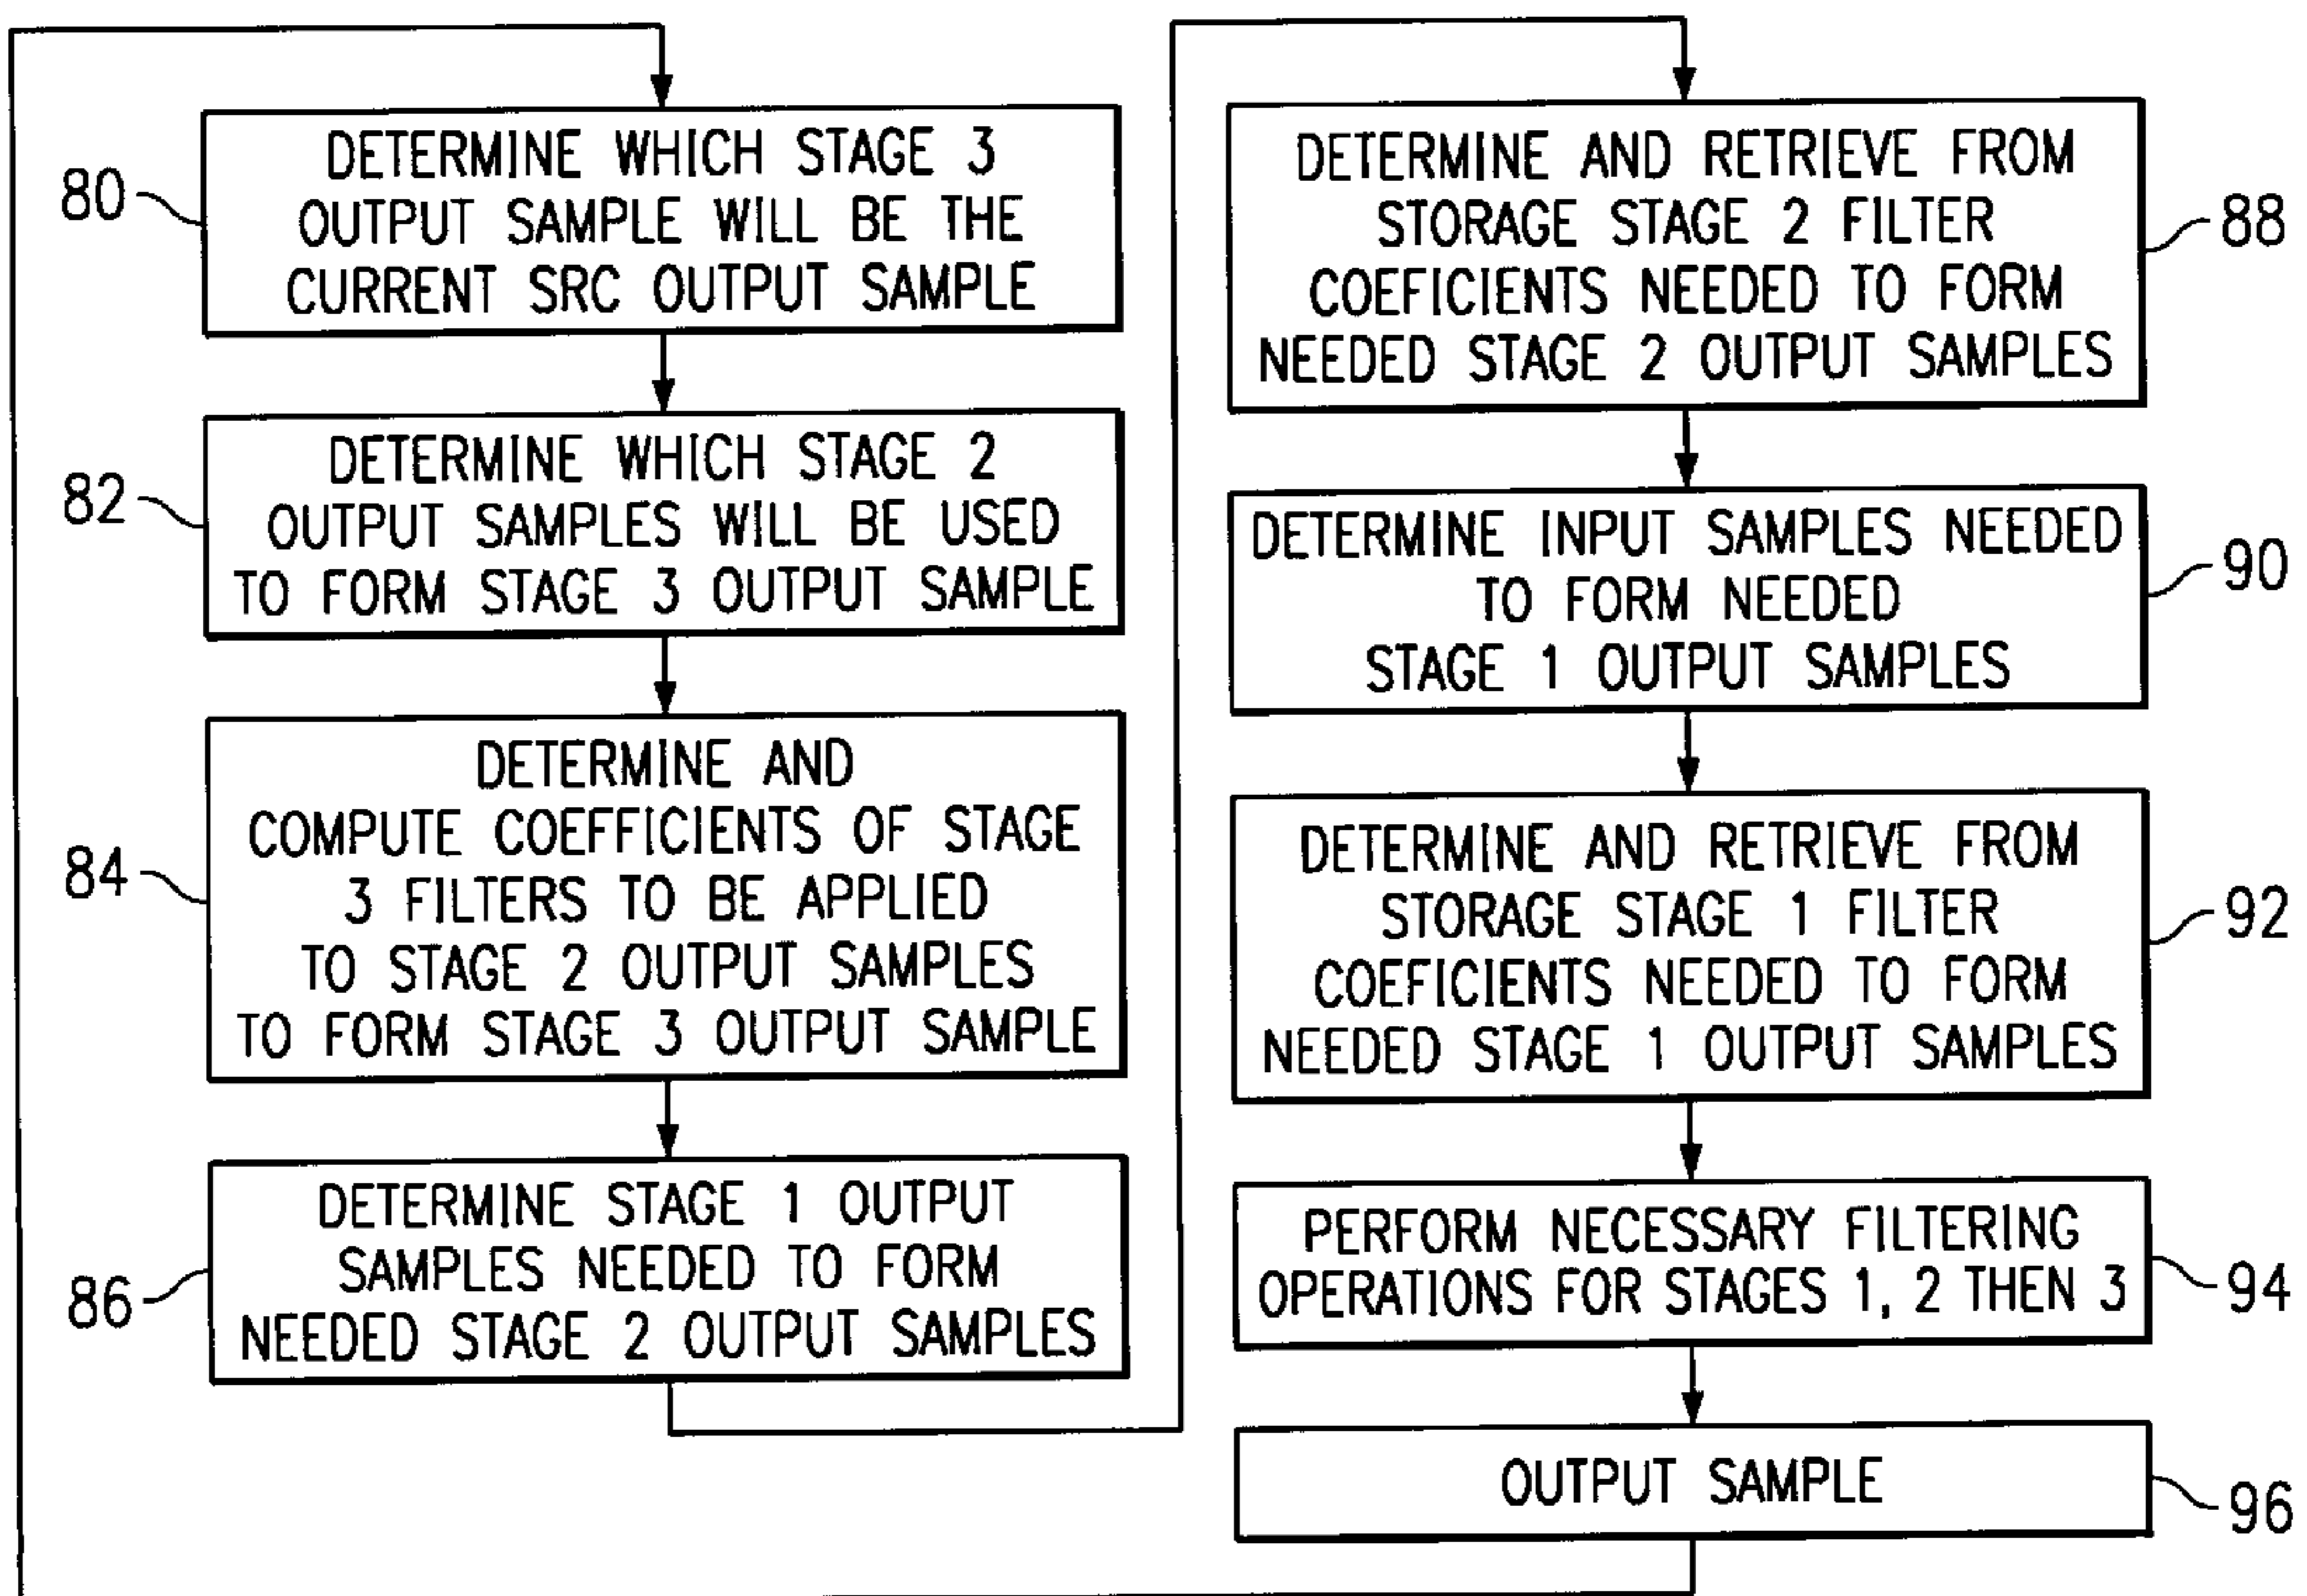 80
DETERMINE WHICH STAGE 3
OUTPUT SAMPLE WILL BE THE
CURRENT SRC OUTPUT SAMPLE
82
DETERMINE WHICH STAGE 2
OUTPUT SAMPLES WILL BE USED
TO FORM STAGE 3 OUTPUT SAMPLE
84
DETERMINE AND
COMPUTE COEFFICIENTS OF STAGE
3 FILTERS TO BE APPLIED
TO STAGE 2 OUTPUT SAMPLES
TO FORM STAGE 3 OUTPUT SAMPLE
86
DETERMINE STAGE 1 OUTPUT
SAMPLES NEEDED TO FORM
NEEDED STAGE 2 OUTPUT SAMPLES
DETERMINE AND RETRIEVE FROM
STORAGE STAGE 2 FILTER
COEFICIENTS NEEDED TO FORM
NEEDED STAGE 2 OUTPUT SAMPLES
88
DETERMINE INPUT SAMPLES NEEDED
TO FORM NEEDED
STAGE 1 OUTPUT SAMPLES
90
DETERMINE AND RETRIEVE FROM
STORAGE STAGE 1 FILTER
COEFICIENTS NEEDED TO FORM
NEEDED STAGE 1 OUTPUT SAMPLES
92
PERFORM NECESSARY FILTERING
OPERATIONS FOR STAGES 1, 2 THEN 3
94
OUTPUT SAMPLE
96